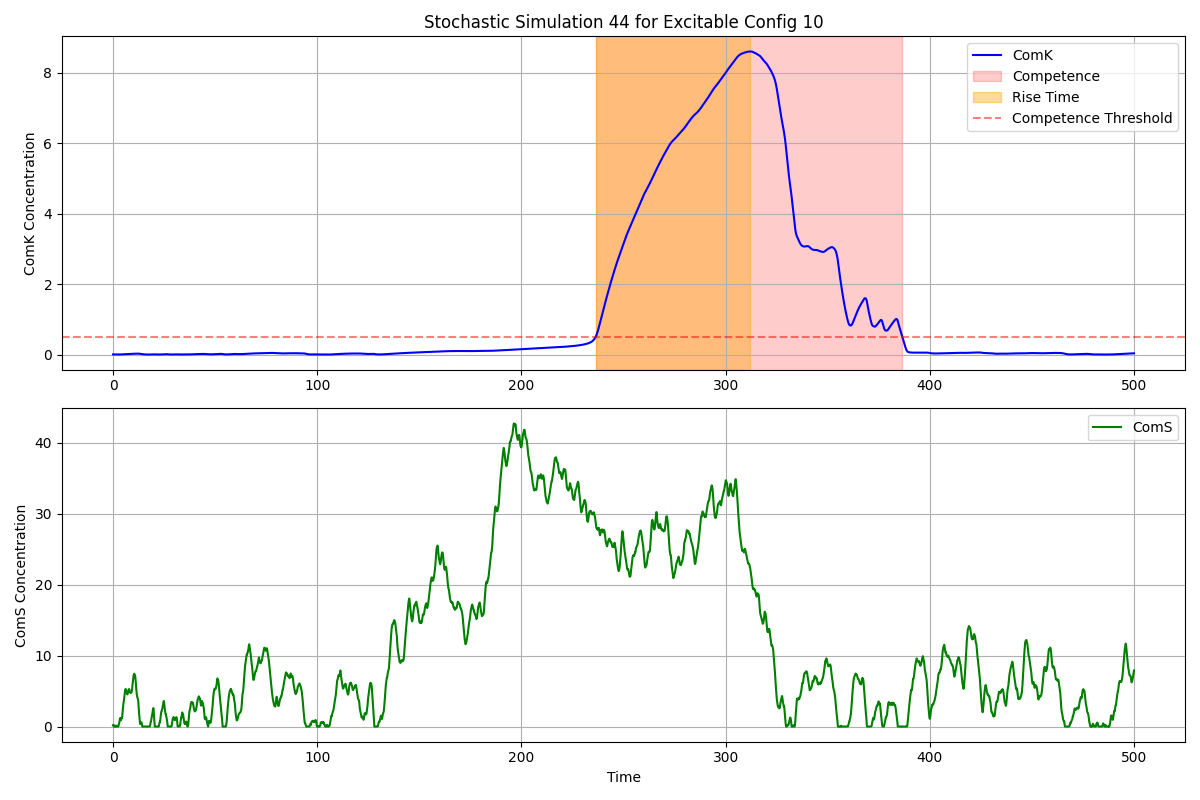 Stochastic Simulation 44 for Excitable Config 10
ComK Concentration
8
6
4
2
0
ComK
Competence
Rise Time
Competence Threshold
0 100 200 300 400 500
ComS Concentration
40
30
20
10
0
ComS
0 100 200 300 400 500
Time